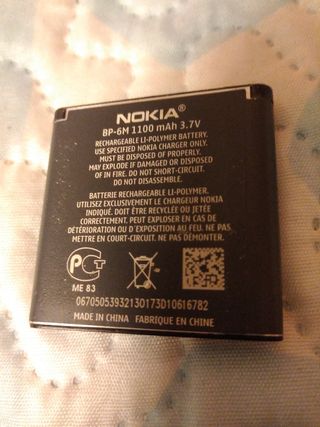 NOKIA®
BP-6M 1100 mAh 3.7V
RECHARGEABLE LI-POLYMER BATTERY.
USE SPECIFIED NOKIA CHARGER ONLY.
MUST BE DISPOSED OF PROPERLY.
MAY EXPLODE IF DAMAGED OR DISPOSED
OF IN FIRE. DO NOT SHORT-CIRCUIT.
DO NOT DISASSEMBLE.
BATTERIE RECHARGEABLE LI-POLYMER.
UTILISEZ EXCLUSIVEMENT LE CHARGEUR NOKIA
INDIQUÉ. DOIT ÊTRE RECYCLÉE OU JETÉE
CORRECTEMENT. PEUT EXPLOSER EN CAS DE
DÉTÉRIORATION OU D'EXPOSITION AU FEU. NE PAS
METTRE EN COURT-CIRCUIT. NE PAS DÉMONTER.
РСТ
ME 83
0670505393213O173D10616782
MADE IN CHINA FABRIQUE EN CHINE